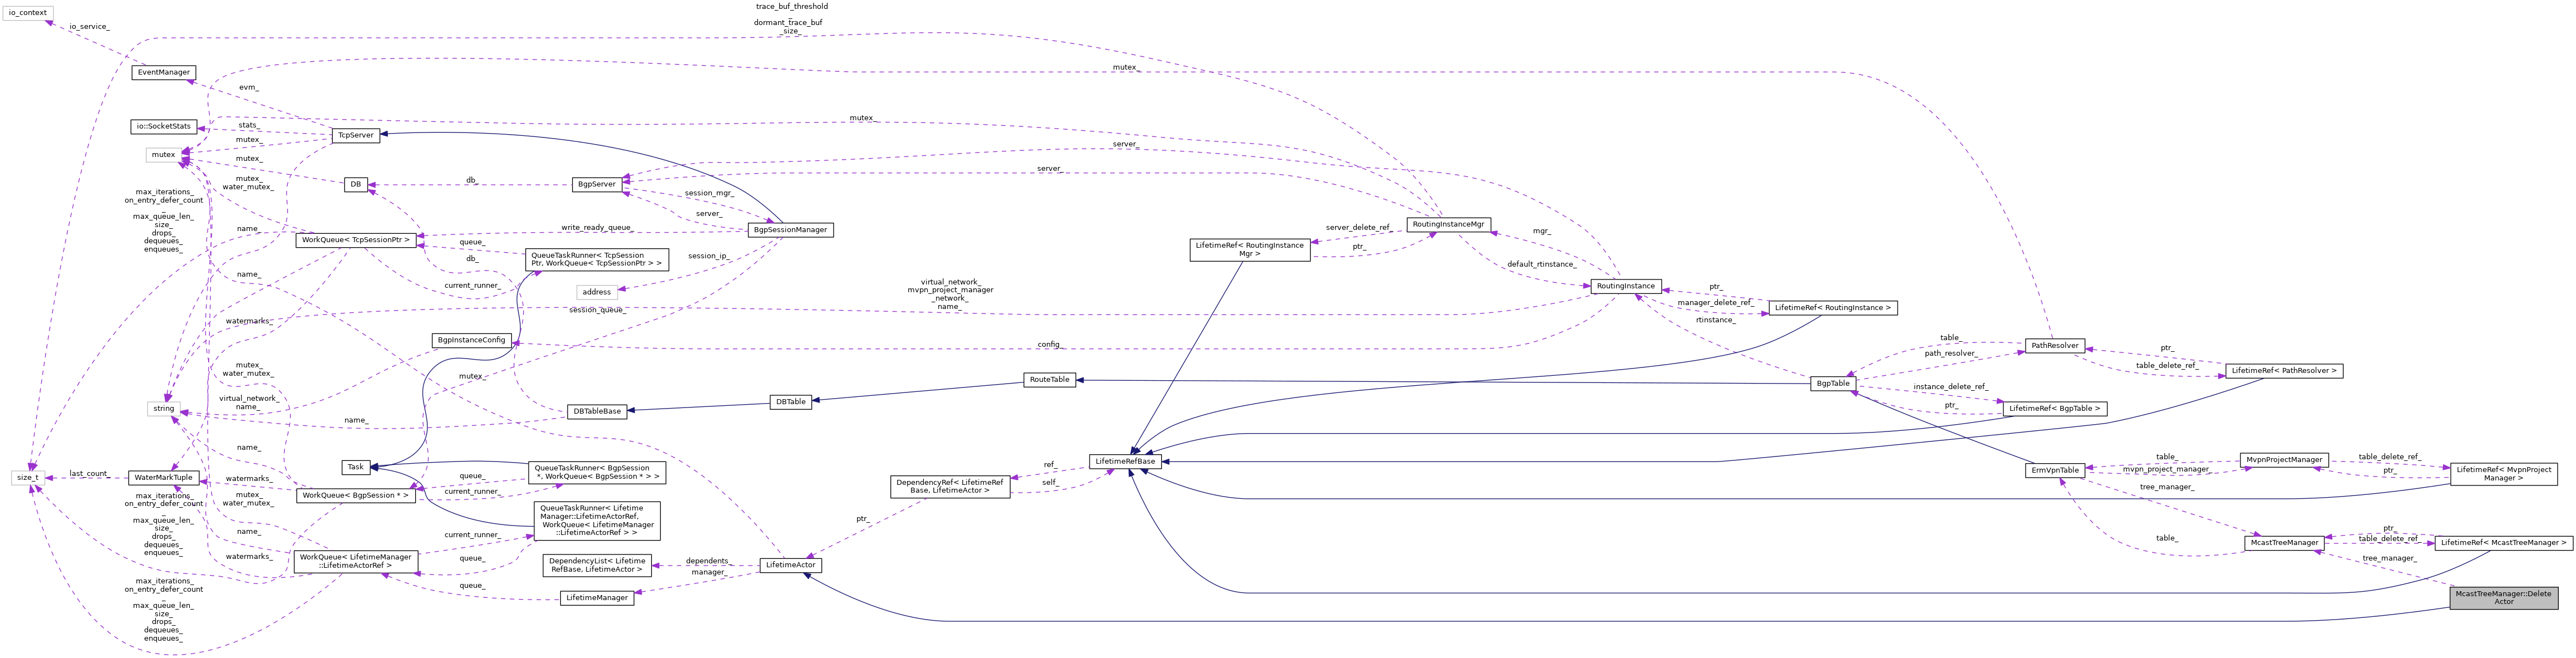 io_context
io_service_
EventManager
evm_
io::SocketStats
stats_
TcpServer
mutex
mutex_
DB
mutex_
mutex_
water_mutex_
max_iterations_
on_entry_defer_count
_
max_queue_len_
size_
drops_
dequeues_
enqueues_
name_
WorkQueue< TcpSessionPtr >
name_
watermarks_
mutex_
water_mutex_
virtual_network_
name_
string
name_
size_t
last_count_
WaterMarkTuple
watermarks_
max_iterations_
on_entry_defer_count
_
max_queue_len_
size_
drops_
dequeues_
enqueues_
mutex_
water_mutex_
name_
watermarks_
max_iterations_
on_entry_defer_count
_
max_queue_len_
size_
drops_
dequeues_
enqueues_
WorkQueue< BgpSession * >
WorkQueue< LifetimeManager
::LifetimeActorRef >
Task
name_
BgpInstanceConfig
mutex_
db_
queue_
db_
current_runner_
QueueTaskRunner< TcpSession
Ptr, WorkQueue< TcpSessionPtr > >
queue_
current_runner_
QueueTaskRunner< BgpSession
*, WorkQueue< BgpSession * > >
current_runner_
queue_
QueueTaskRunner< Lifetime
Manager::LifetimeActorRef,
WorkQueue< LifetimeManager
::LifetimeActorRef > >
DependencyList< Lifetime
RefBase, LifetimeActor >
queue_
LifetimeManager
BgpServer
write_ready_queue_
address
session_queue_
DBTableBase
session_mgr_
server_
session_ip_
BgpSessionManager
dependents_
manager_
LifetimeActor
DBTable
trace_buf_threshold
_
dormant_trace_buf
_size_
mutex_
virtual_network_
mvpn_project_manager
_network_
name_
ptr_
DependencyRef< LifetimeRef
Base, LifetimeActor >
RouteTable
ref_
self_
config_
server_
mutex_
server_
LifetimeRefBase
LifetimeRef< RoutingInstance
Mgr >
server_delete_ref_
ptr_
RoutingInstanceMgr
mgr_
default_rtinstance_
RoutingInstance
ptr_
manager_delete_ref_
rtinstance_
LifetimeRef< RoutingInstance >
BgpTable
table_
path_resolver_
instance_delete_ref_
ptr_
PathResolver
LifetimeRef< BgpTable >
ptr_
table_delete_ref_
LifetimeRef< PathResolver >
ErmVpnTable
table_
mvpn_project_manager_
tree_manager_
table_
MvpnProjectManager
table_delete_ref_
ptr_
LifetimeRef< MvpnProject
Manager >
McastTreeManager
ptr_
table_delete_ref_
tree_manager_
LifetimeRef< McastTreeManager >
McastTreeManager::Delete
Actor